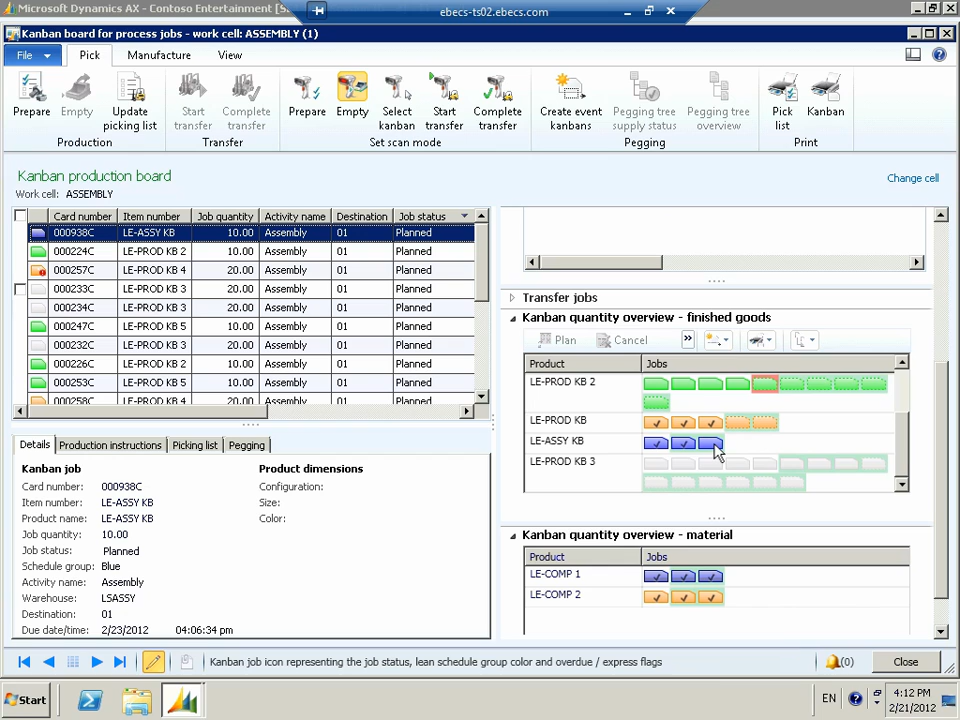 Microsoft Dynamics AX - Contoso Entertainment [S
ebecs-ts02.ebecs.com
Kanban board for process jobs - work cell: ASSEMBLY (1)
File Pick Manufacture View
Prepare Empty Update picking list Start transfer Complete transfer Prepare Empty Select kanban Start transfer Complete transfer Create event kanbans Pegging tree supply status Pegging tree overview Pick list Kanban
Production Transfer Set scan mode Pegging Print
Kanban production board
Change cell
Work cell: ASSEMBLY
Card number Item number Job quantity Activity name Destination Job status
000938C LE-ASSY KB 10.00 Assembly 01 Planned
000224C LE-PROD KB 2 10.00 Assembly 01 Planned
000257C LE-PROD KB 4 20.00 Assembly 01 Planned
000233C LE-PROD KB 3 20.00 Assembly 01 Planned
000234C LE-PROD KB 3 20.00 Assembly 01 Planned
000247C LE-PROD KB 5 10.00 Assembly 01 Planned
000232C LE-PROD KB 3 20.00 Assembly 01 Planned
000226C LE-PROD KB 2 10.00 Assembly 01 Planned
000253C LE-PROD KB 5 10.00 Assembly 01 Planned
000258C LE-PROD KB 4 20.00 Assembly 01 Planned
Transfer jobs
Kanban quantity overview - finished goods
Plan Cancel »
Product Jobs
LE-PROD KB 2
LE-PROD KB
LE-ASSY KB
LE-PROD KB 3
Kanban quantity overview - material
Product Jobs
LE-COMP 1
LE-COMP 2
Details Production instructions Picking list Pegging
Kanban job
Card number: 000938C
Item number: LE-ASSY KB
Product name: LE-ASSY KB
Job quantity: 10.00
Job status: Planned
Schedule group: Blue
Activity name: Assembly
Warehouse: LSASSY
Destination: 01
Due date/time: 2/23/2012 04:06:34 pm
Product dimensions
Configuration:
Size:
Color:
Kanban job icon representing the job status, lean schedule group color and overdue / express flags
(0)
Close
Start
EN
4:12 PM
2/21/2012